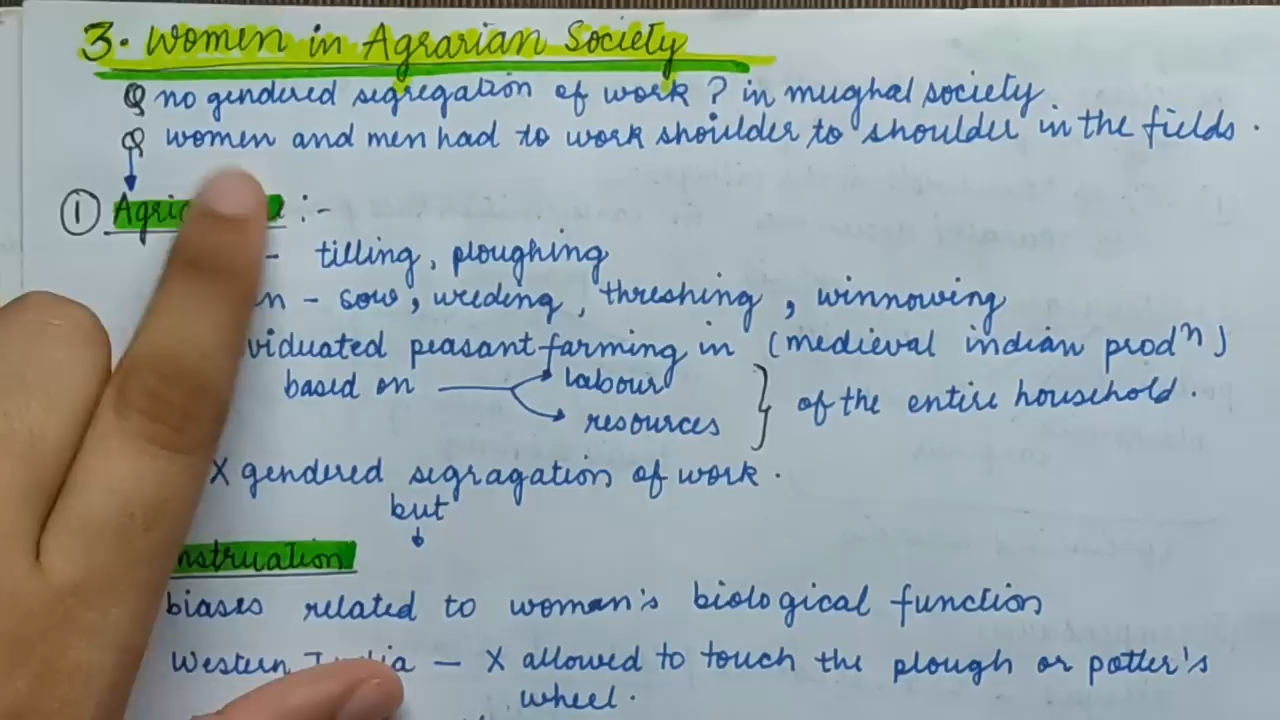 3. Women in Agrarian Society
Q no gendered segregation of work ? in mughal society
Q women and men had to work shoulder to shoulder in the fields .
① :-
- tilling, ploughing
- sow, weeding, threshing, winnowing
peasant farming in (medieval indian prodⁿ)
based on labour
resources } of the entire household .
X gendered segragation of work .
but
biases related to woman's biological function
Western — X allowed to touch the plough or potter's
wheel .